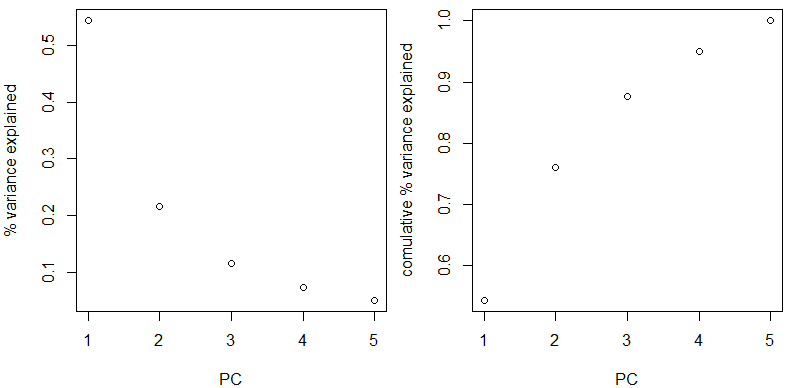 % variance explained
0.5
0.4
0.3
0.2
0.1
1 2 3 4 5
PC
comulative % variance explained
1.0
0.9
0.8
0.7
0.6
1 2 3 4 5
PC